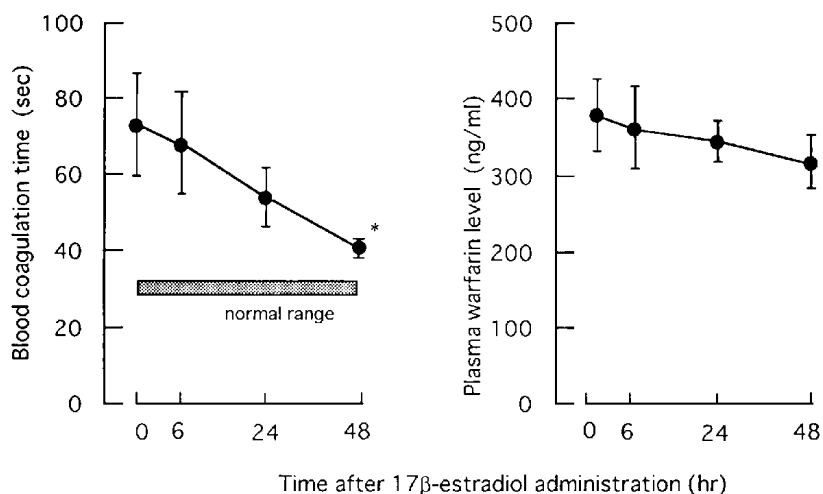 Blood coagulation time (sec)
100
80
60
40
20
0
*
normal range
0 6 24 48
Plasma warfarin level (ng/ml)
500
400
300
200
100
0
0 6 24 48
Time after 17β-estradiol administration (hr)